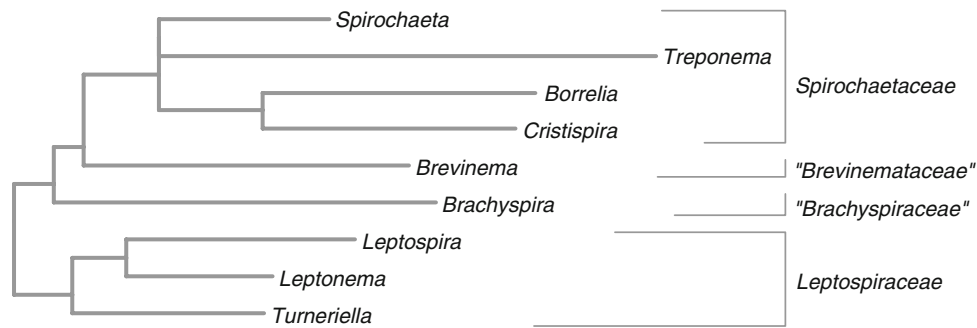 Spirochaeta
Treponema
Borrelia
Cristispira
Spirochaetaceae
Brevinema
"Brevinemataceae"
Brachyspira
"Brachyspiraceae"
Leptospira
Leptonema
Turneriella
Leptospiraceae